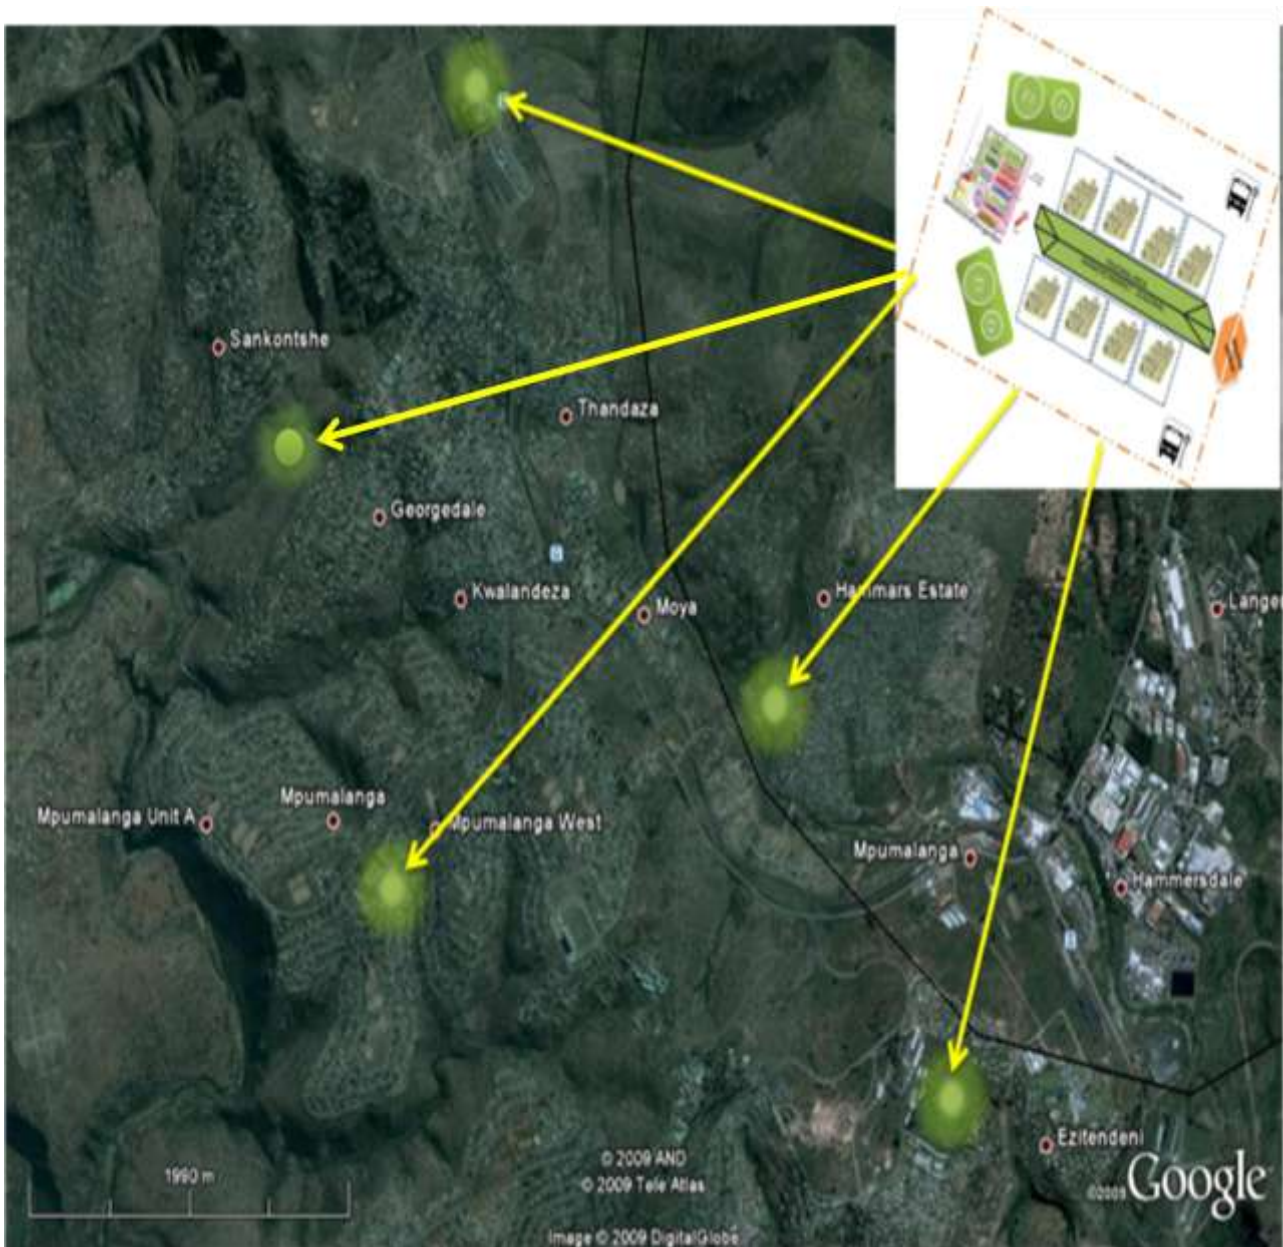 Sankontshe
Thandaza
Georgedale
Kwalandeza
Moya
Hammars Estate
Langer
Mpumalanga
Mpumalanga Unit A
Mpumalanga West
Mpumalanga
Hammersdale
Ezitendeni
1990 m
© 2009 AND
© 2009 Tele Atlas
Image © 2009 DigitalGlobe
©2009 Google